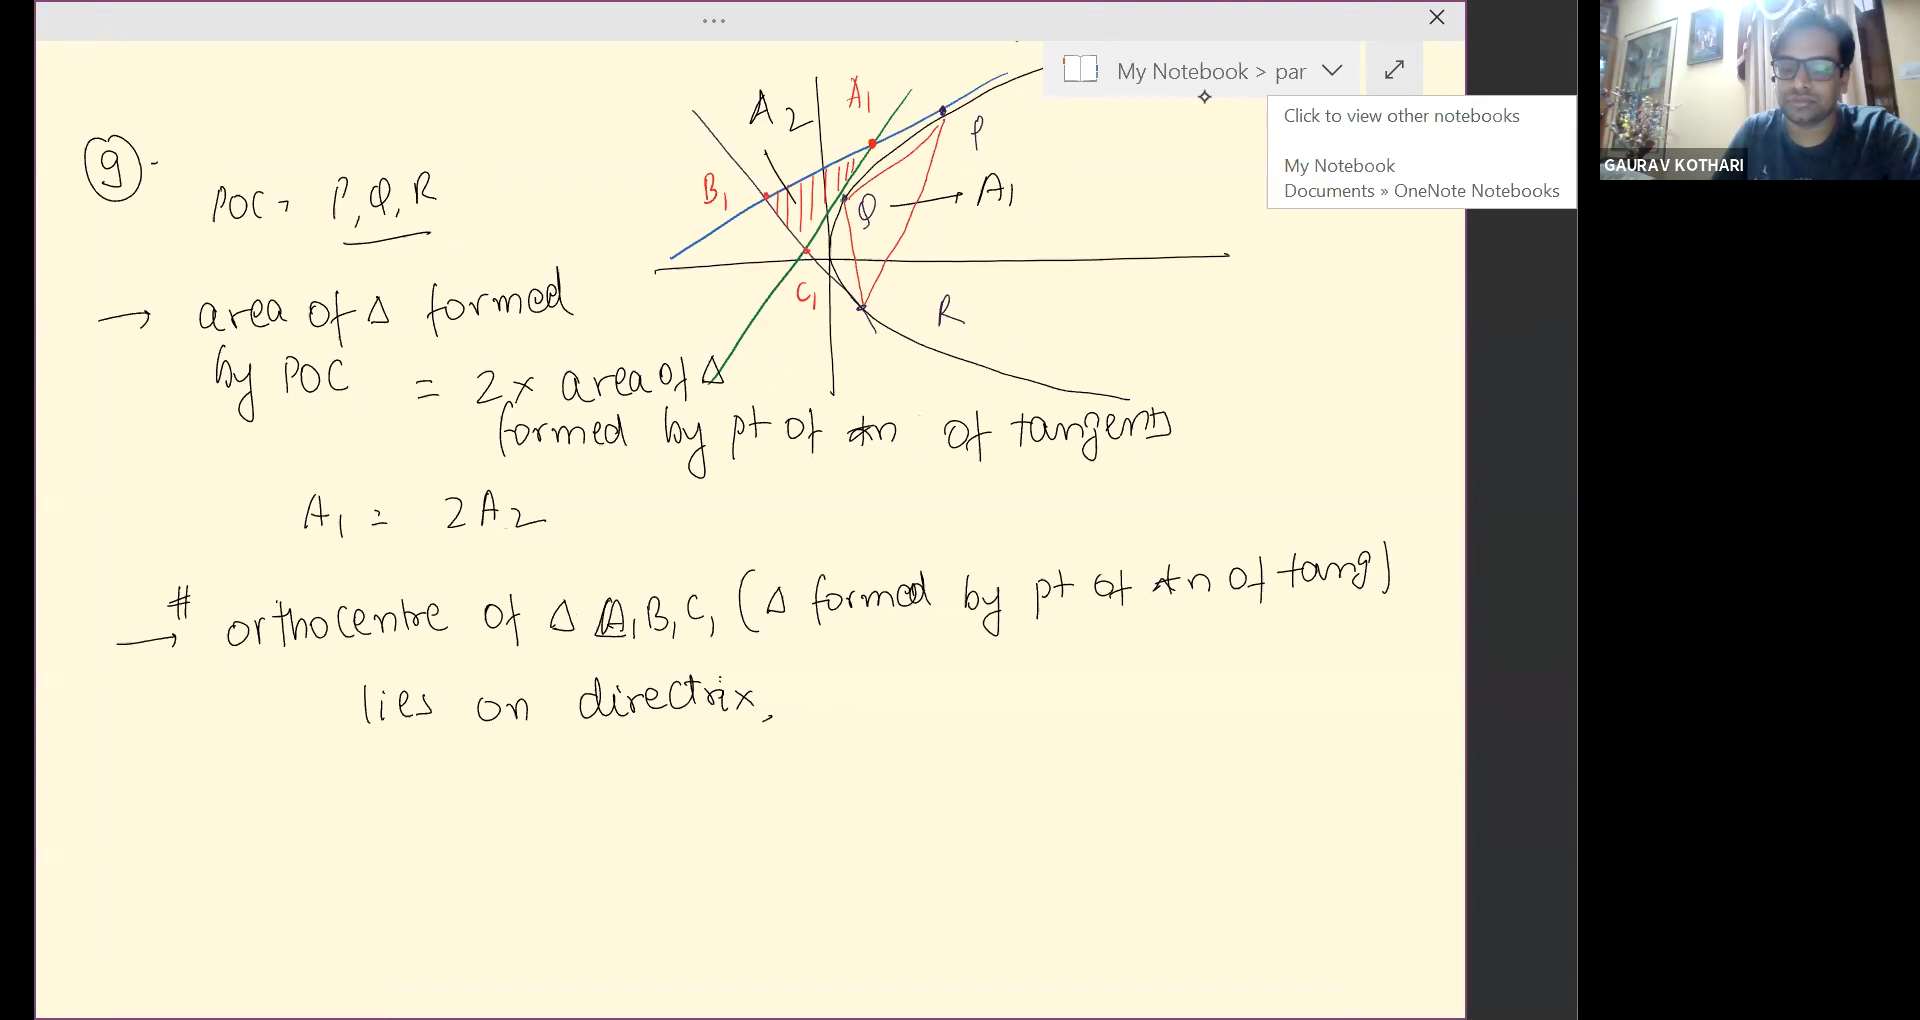 ...
My Notebook > par
Click to view other notebooks
My Notebook
Documents » OneNote Notebooks
GAURAV KOTHARI
9.
POC → P, Q, R
A2
A1
B1
C1
P
Q → A1
R
→ area of Δ formed
by POC = 2 x area of Δ
formed by pt of n of tangents
A1 = 2A2
#
→ orthocentre of Δ A1B1C1 (Δ formed by pt of n of tang)
lies on directrix,